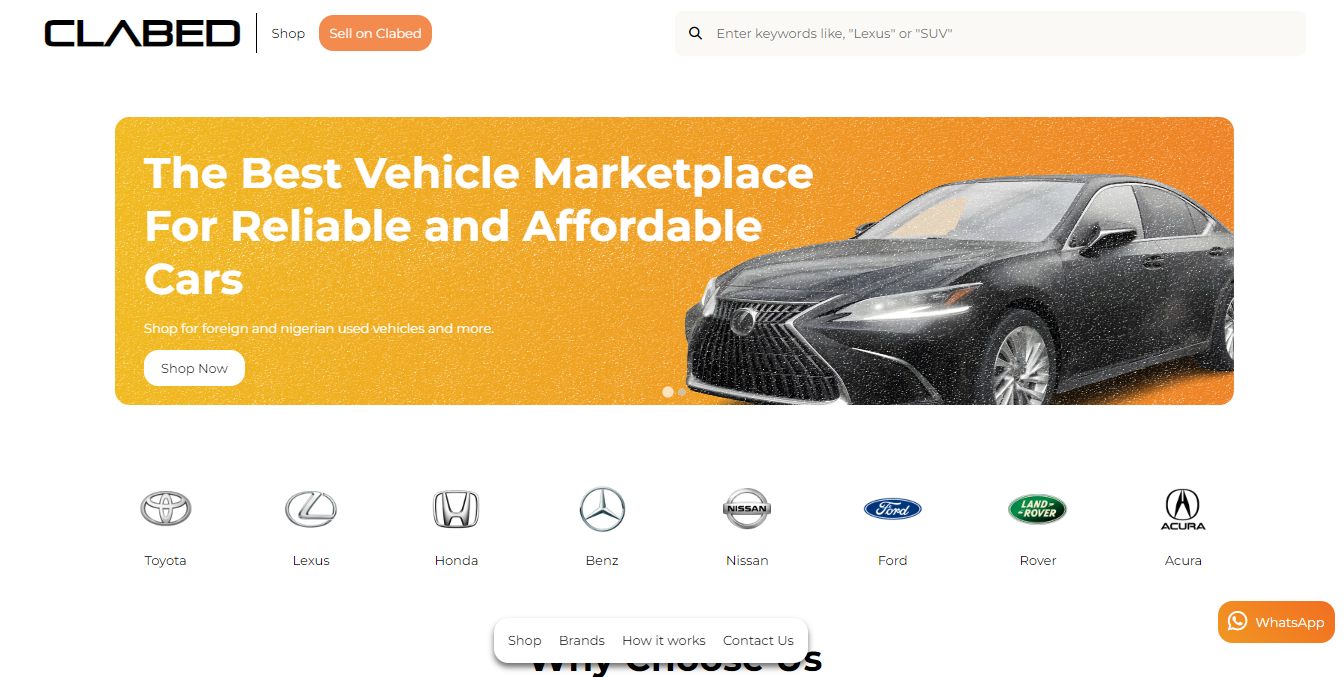 CLABED
Shop
Sell on Clabed
Enter keywords like, "Lexus" or "SUV"
The Best Vehicle Marketplace
For Reliable and Affordable
Cars
Shop for foreign and nigerian used vehicles and more.
Shop Now
NISSAN
Ford
LAND-
-ROVER
ACURA
Toyota
Lexus
Honda
Benz
Nissan
Ford
Rover
Acura
WhatsApp
Shop
Brands
How it works
Contact Us
Why Choose Us